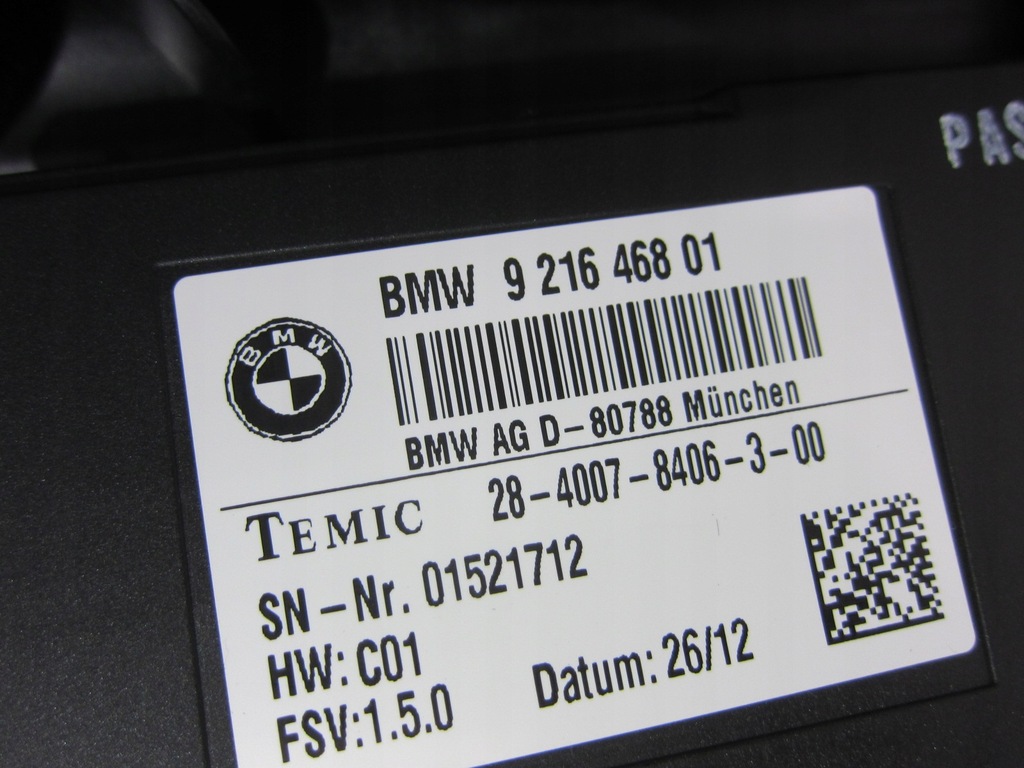 PAS
BMW 9 216 468 01
BMW
BMW AG D-80788 München
TEMIC 28-4007-8406-3-00
SN-Nr. 01521712
HW: C01
FSV:1.5.0 Datum: 26/12